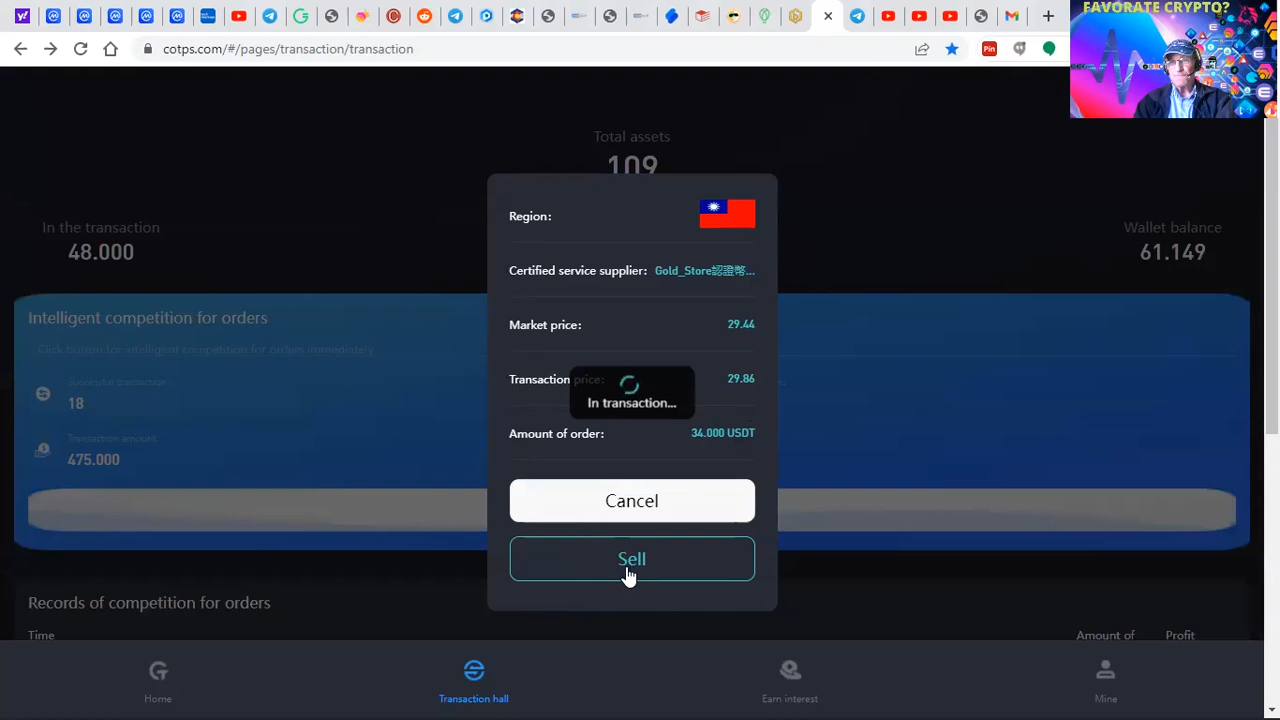 FAVORATE CRYPTO?
cotps.com/#/pages/transaction/transaction
Pin
Total assets
109
In the transaction
48.000
Wallet balance
61.149
Intelligent competition for orders
Click button for intelligent competition for orders immediately
Successful transaction
18
Transaction amount
475.000
Region:
Certified service supplier: Gold_Store認證幣...
Market price: 29.44
Transaction price: 29.86
In transaction...
Amount of order: 34.000 USDT
Cancel
Sell
Records of competition for orders
Time
Amount of
Profit
Home
Transaction hall
Earn interest
Mine